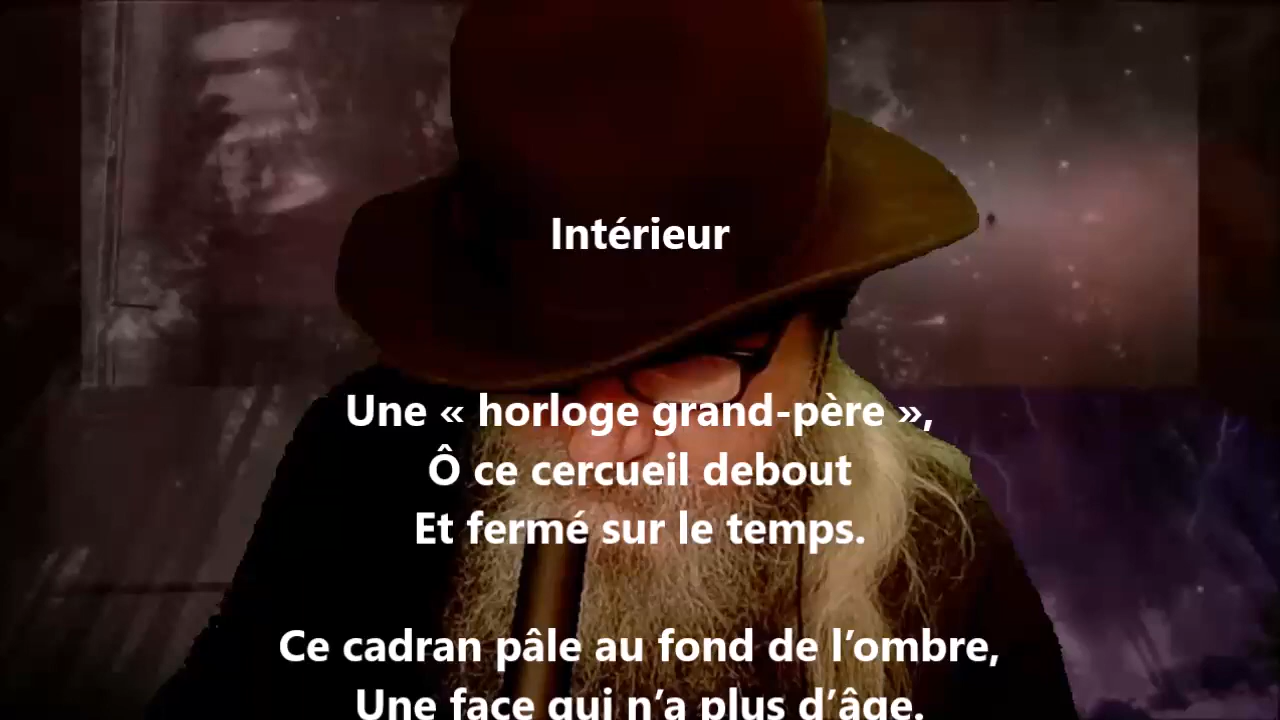 Intérieur
Une « horloge grand-père »,
Ô ce cercueil debout
Et fermé sur le temps.
Ce cadran pâle au fond de l’ombre,
Une face qui n’a plus d’âge.